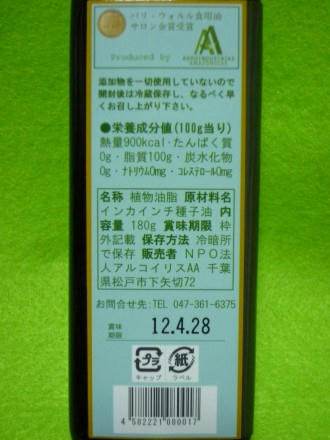 パリ・ウォルル食用油
サロン金賞受賞
Produced by
AGROINDUSTRIAS
AMAZONICAS
添加物を一切使用していないので
開封後は冷蔵保存し、なるべく早
くお召し上がり下さい。
●栄養成分値(100g当り)
熱量900kcal・たんぱく質
0g・脂質100g・炭水化物
0g・ナトリウム0mg・コレステロール0mg
名称 植物油脂 原材料名
インカインチ種子油 内
容量 180g 賞味期限 枠
外記載 保存方法 冷暗所
で保存 販売者 NPO法
人アルコイリスAA 千葉
県松戸市下矢切72
お問合せ先:TEL 047-361-6375
賞味
期限 12.4.28
プラ 紙
キャップ ラベル
4 582221 080017